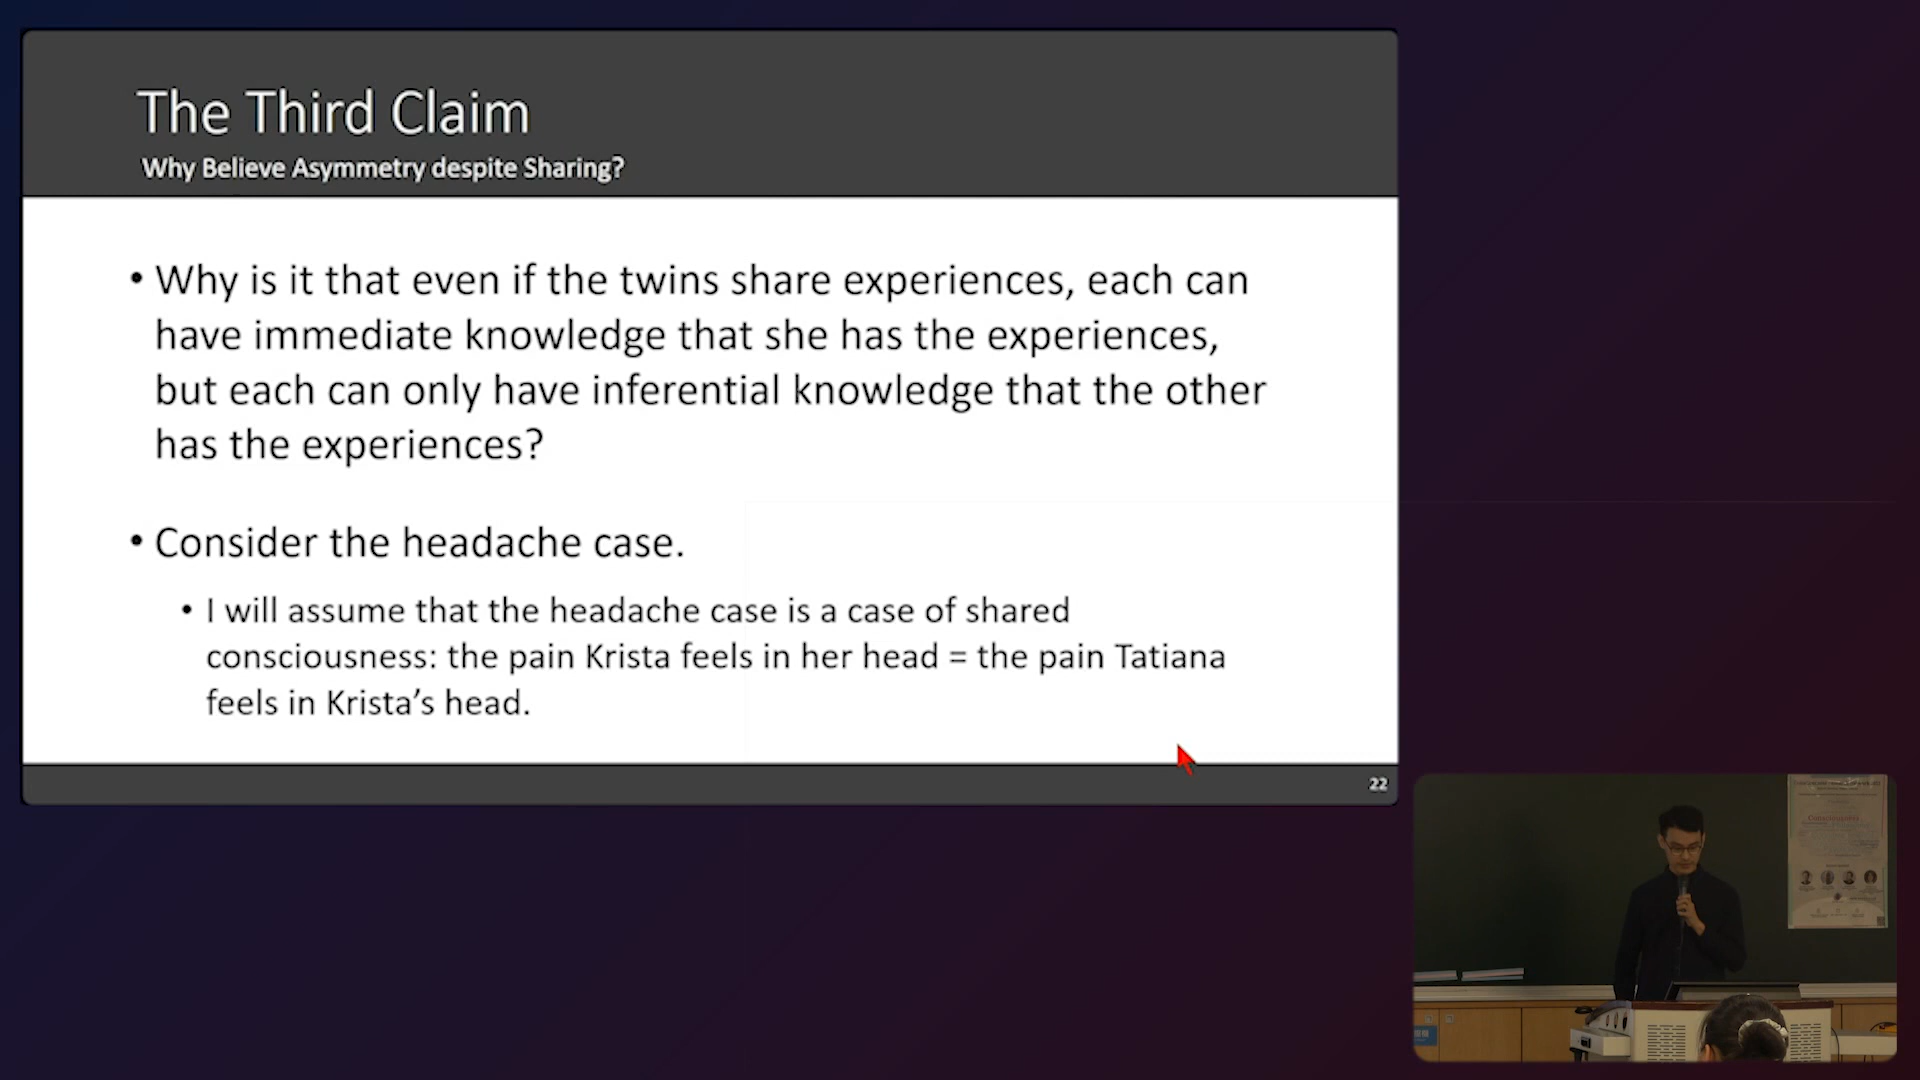 The Third Claim
Why Believe Asymmetry despite Sharing?
• Why is it that even if the twins share experiences, each can
have immediate knowledge that she has the experiences,
but each can only have inferential knowledge that the other
has the experiences?
• Consider the headache case.
• I will assume that the headache case is a case of shared
consciousness: the pain Krista feels in her head = the pain Tatiana
feels in Krista’s head.
22
Consciousness